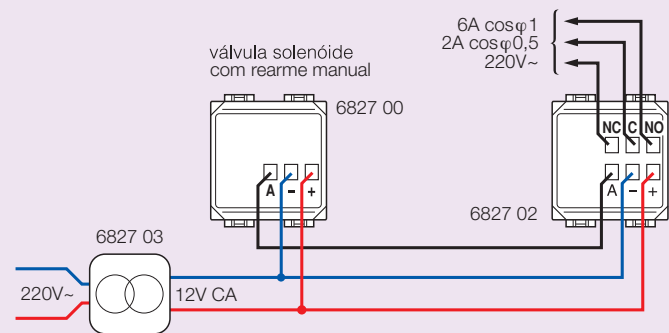 6A cosφ1
2A cosφ0,5
220V~
válvula solenóide
com rearme manual
6827 00
NC C NO
A - +
A - +
6827 02
6827 03
220V~
12V CA